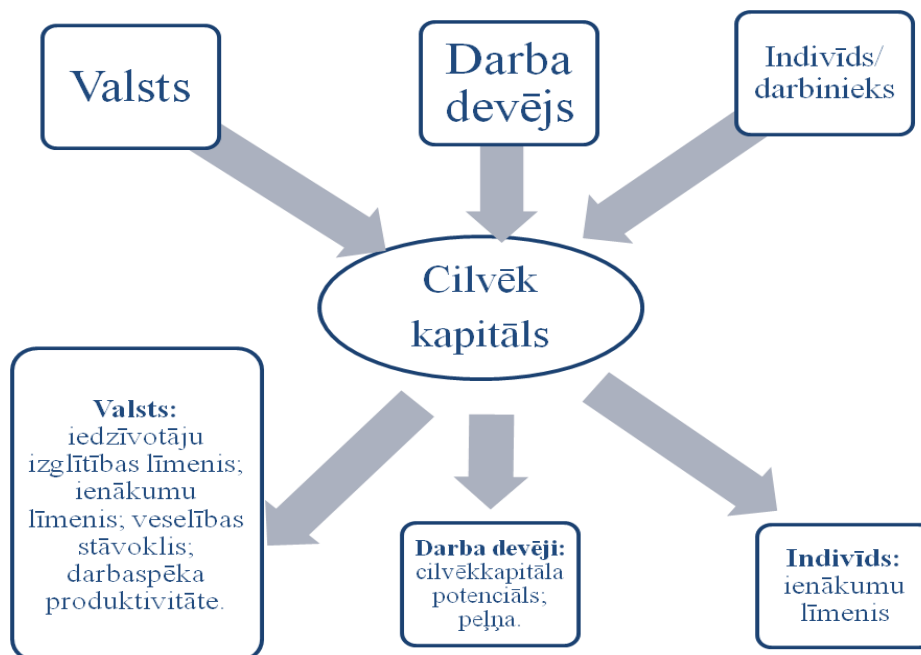 Valsts
Darba
devējs
Indivīds/
darbinieks
Cilvēk
kapitāls
Valsts:
iedzīvotāju
izglītības līmenis;
ienākumu
līmenis; veselības
stāvoklis;
darbaspēka
produktivitāte.
Darba devēji:
cilvēkkapitāla
potenciāls;
peļņa.
Indivīds:
ienākumu
līmenis